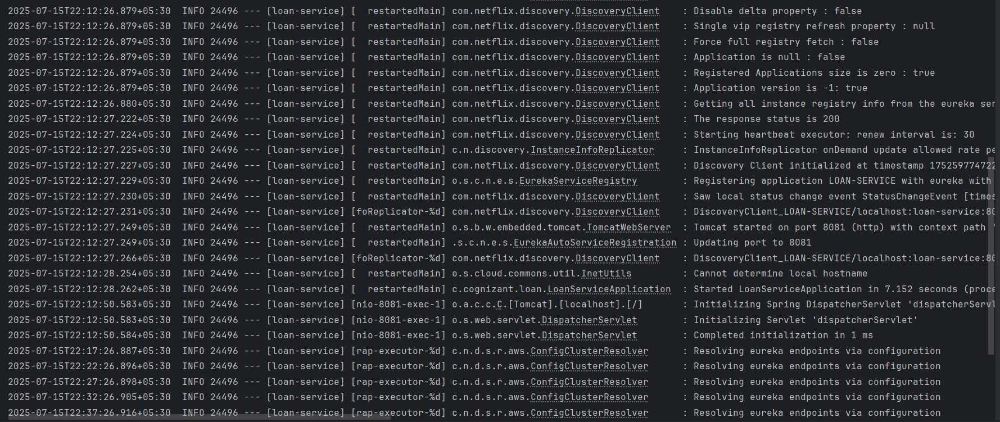 2025-07-15T22:12:26.879+05:30  INFO 24496 --- [loan-service] [  restartedMain] com.netflix.discovery.DiscoveryClient    : Disable delta property : false
2025-07-15T22:12:26.879+05:30  INFO 24496 --- [loan-service] [  restartedMain] com.netflix.discovery.DiscoveryClient    : Single vip registry refresh property : null
2025-07-15T22:12:26.879+05:30  INFO 24496 --- [loan-service] [  restartedMain] com.netflix.discovery.DiscoveryClient    : Force full registry fetch : false
2025-07-15T22:12:26.879+05:30  INFO 24496 --- [loan-service] [  restartedMain] com.netflix.discovery.DiscoveryClient    : Application is null : false
2025-07-15T22:12:26.879+05:30  INFO 24496 --- [loan-service] [  restartedMain] com.netflix.discovery.DiscoveryClient    : Registered Applications size is zero : true
2025-07-15T22:12:26.879+05:30  INFO 24496 --- [loan-service] [  restartedMain] com.netflix.discovery.DiscoveryClient    : Application version is -1: true
2025-07-15T22:12:26.880+05:30  INFO 24496 --- [loan-service] [  restartedMain] com.netflix.discovery.DiscoveryClient    : Getting all instance registry info from the eureka ser
2025-07-15T22:12:27.222+05:30  INFO 24496 --- [loan-service] [  restartedMain] com.netflix.discovery.DiscoveryClient    : The response status is 200
2025-07-15T22:12:27.224+05:30  INFO 24496 --- [loan-service] [  restartedMain] com.netflix.discovery.DiscoveryClient    : Starting heartbeat executor: renew interval is: 30
2025-07-15T22:12:27.225+05:30  INFO 24496 --- [loan-service] [  restartedMain] c.n.discovery.InstanceInfoReplicator     : InstanceInfoReplicator onDemand update allowed rate pe
2025-07-15T22:12:27.227+05:30  INFO 24496 --- [loan-service] [  restartedMain] com.netflix.discovery.DiscoveryClient    : Discovery Client initialized at timestamp 175259774722
2025-07-15T22:12:27.229+05:30  INFO 24496 --- [loan-service] [  restartedMain] o.s.c.n.e.s.EurekaServiceRegistry        : Registering application LOAN-SERVICE with eureka with
2025-07-15T22:12:27.230+05:30  INFO 24496 --- [loan-service] [  restartedMain] com.netflix.discovery.DiscoveryClient    : Saw local status change event StatusChangeEvent [times
2025-07-15T22:12:27.231+05:30  INFO 24496 --- [loan-service] [foReplicator-%d] com.netflix.discovery.DiscoveryClient    : DiscoveryClient_LOAN-SERVICE/localhost:loan-service:80
2025-07-15T22:12:27.249+05:30  INFO 24496 --- [loan-service] [  restartedMain] o.s.b.w.embedded.tomcat.TomcatWebServer  : Tomcat started on port 8081 (http) with context path '
2025-07-15T22:12:27.249+05:30  INFO 24496 --- [loan-service] [  restartedMain] .s.c.n.e.s.EurekaAutoServiceRegistration : Updating port to 8081
2025-07-15T22:12:27.266+05:30  INFO 24496 --- [loan-service] [foReplicator-%d] com.netflix.discovery.DiscoveryClient    : DiscoveryClient_LOAN-SERVICE/localhost:loan-service:80
2025-07-15T22:12:28.254+05:30  INFO 24496 --- [loan-service] [  restartedMain] o.s.cloud.commons.util.InetUtils         : Cannot determine local hostname
2025-07-15T22:12:28.262+05:30  INFO 24496 --- [loan-service] [  restartedMain] c.cognizant.loan.LoanServiceApplication  : Started LoanServiceApplication in 7.152 seconds (proce
2025-07-15T22:12:50.583+05:30  INFO 24496 --- [loan-service] [nio-8081-exec-1] o.a.c.c.C.[Tomcat].[localhost].[/]       : Initializing Spring DispatcherServlet 'dispatcherServl
2025-07-15T22:12:50.583+05:30  INFO 24496 --- [loan-service] [nio-8081-exec-1] o.s.web.servlet.DispatcherServlet        : Initializing Servlet 'dispatcherServlet'
2025-07-15T22:12:50.584+05:30  INFO 24496 --- [loan-service] [nio-8081-exec-1] o.s.web.servlet.DispatcherServlet        : Completed initialization in 1 ms
2025-07-15T22:17:26.887+05:30  INFO 24496 --- [loan-service] [rap-executor-%d] c.n.d.s.r.aws.ConfigClusterResolver      : Resolving eureka endpoints via configuration
2025-07-15T22:22:26.896+05:30  INFO 24496 --- [loan-service] [rap-executor-%d] c.n.d.s.r.aws.ConfigClusterResolver      : Resolving eureka endpoints via configuration
2025-07-15T22:27:26.898+05:30  INFO 24496 --- [loan-service] [rap-executor-%d] c.n.d.s.r.aws.ConfigClusterResolver      : Resolving eureka endpoints via configuration
2025-07-15T22:32:26.905+05:30  INFO 24496 --- [loan-service] [rap-executor-%d] c.n.d.s.r.aws.ConfigClusterResolver      : Resolving eureka endpoints via configuration
2025-07-15T22:37:26.916+05:30  INFO 24496 --- [loan-service] [rap-executor-%d] c.n.d.s.r.aws.ConfigClusterResolver      : Resolving eureka endpoints via configuration